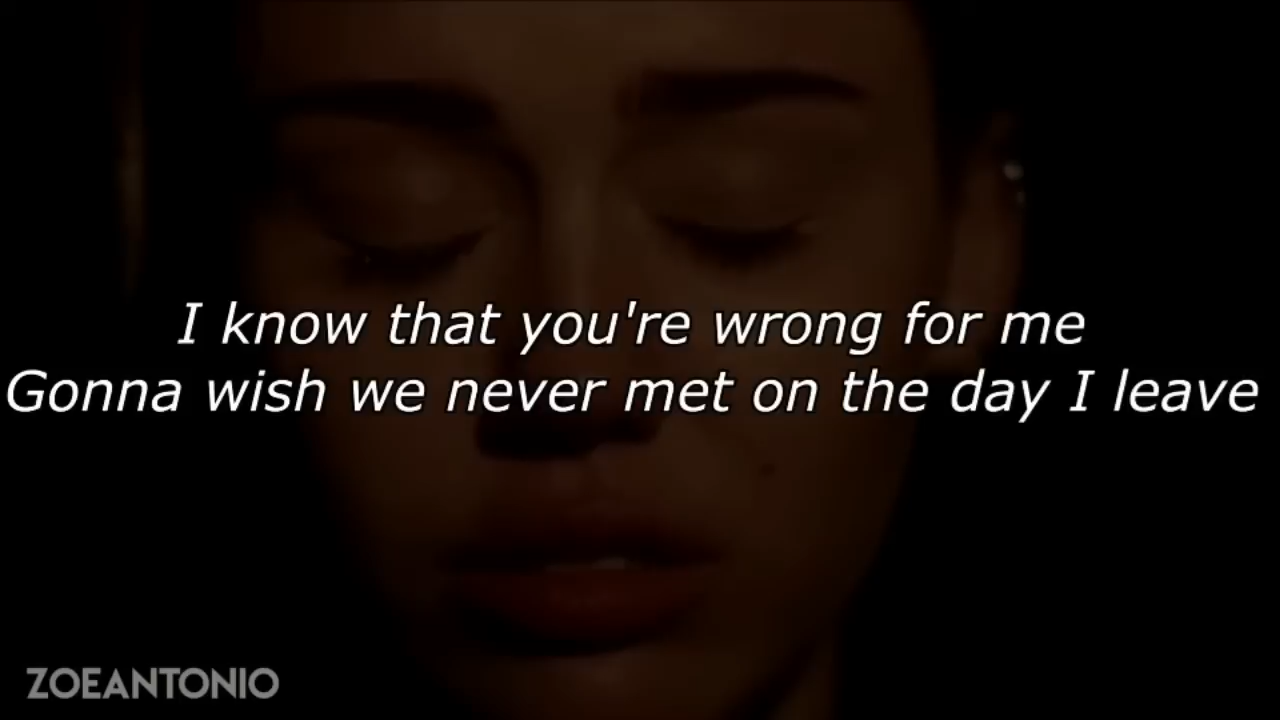 I know that you're wrong for me
Gonna wish we never met on the day I leave
ZOEANTONIO